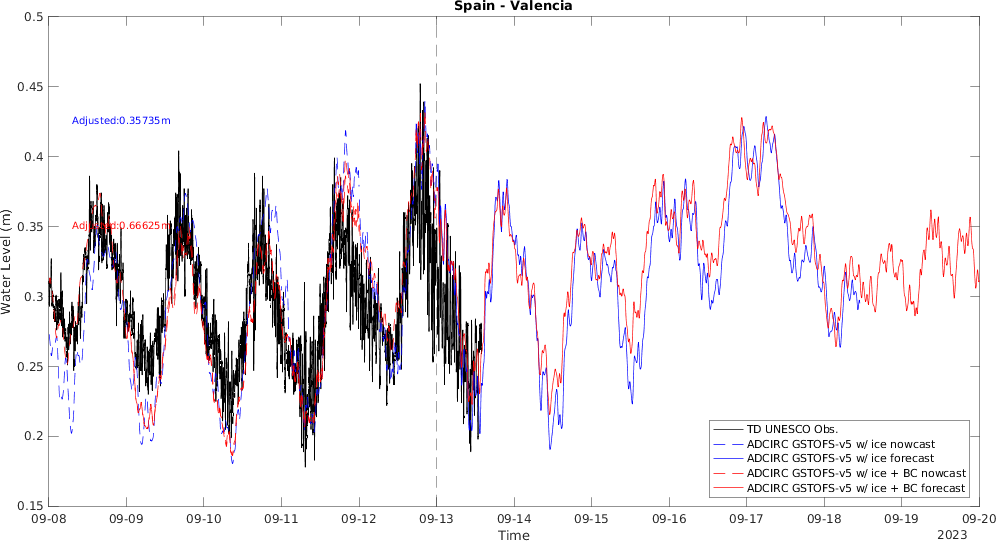 Spain - Valencia
0.5
0.45
0.4
0.35
0.3
0.25
0.2
0.15
Water Level (m)
Adjusted:0.35735m
Adjusted:0.66625m
TD UNESCO Obs.
ADCIRC GSTOFS-v5 w/ ice nowcast
ADCIRC GSTOFS-v5 w/ ice forecast
ADCIRC GSTOFS-v5 w/ ice + BC nowcast
ADCIRC GSTOFS-v5 w/ ice + BC forecast
09-08 09-09 09-10 09-11 09-12 09-13 09-14 09-15 09-16 09-17 09-18 09-19 09-20
Time
2023